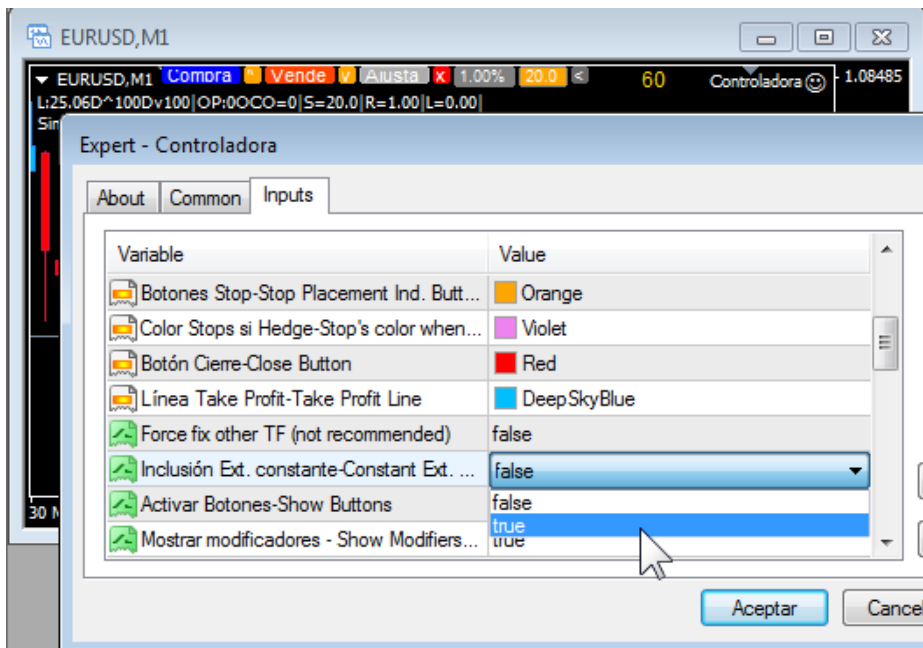 EURUSD,M1
EURUSD,M1 Compra ^ Vende v Ajusta x 1.00% 20.0 < 60 Controladora 1.08485
L:25.06D^100Dv100|OP:0OCO=0|S=20.0|R=1.00|L=0.00|
Expert - Controladora
About Common Inputs
Variable Value
Botones Stop-Stop Placement Ind. Butt... Orange
Color Stops si Hedge-Stop's color when... Violet
Botón Cierre-Close Button Red
Línea Take Profit-Take Profit Line DeepSkyBlue
Force fix other TF (not recommended) false
Inclusión Ext. constante-Constant Ext. ... false
Activar Botones-Show Buttons false
true
Mostrar modificadores - Show Modifiers... true
30
Aceptar Cancel